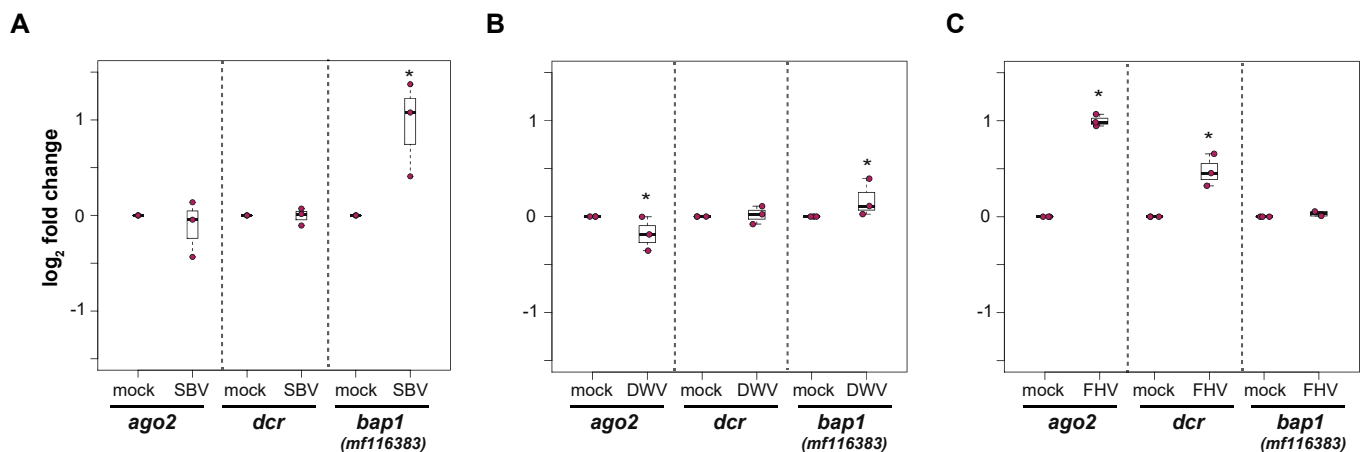 A
B
C
log2 fold change
1
0
-1
*
mock SBV mock SBV mock SBV
ago2 dcr bap1
(mf116383)
1
0
-1
*
*
mock DWV mock DWV mock DWV
ago2 dcr bap1
(mf116383)
1
0
-1
*
*
mock FHV mock FHV mock FHV
ago2 dcr bap1
(mf116383)